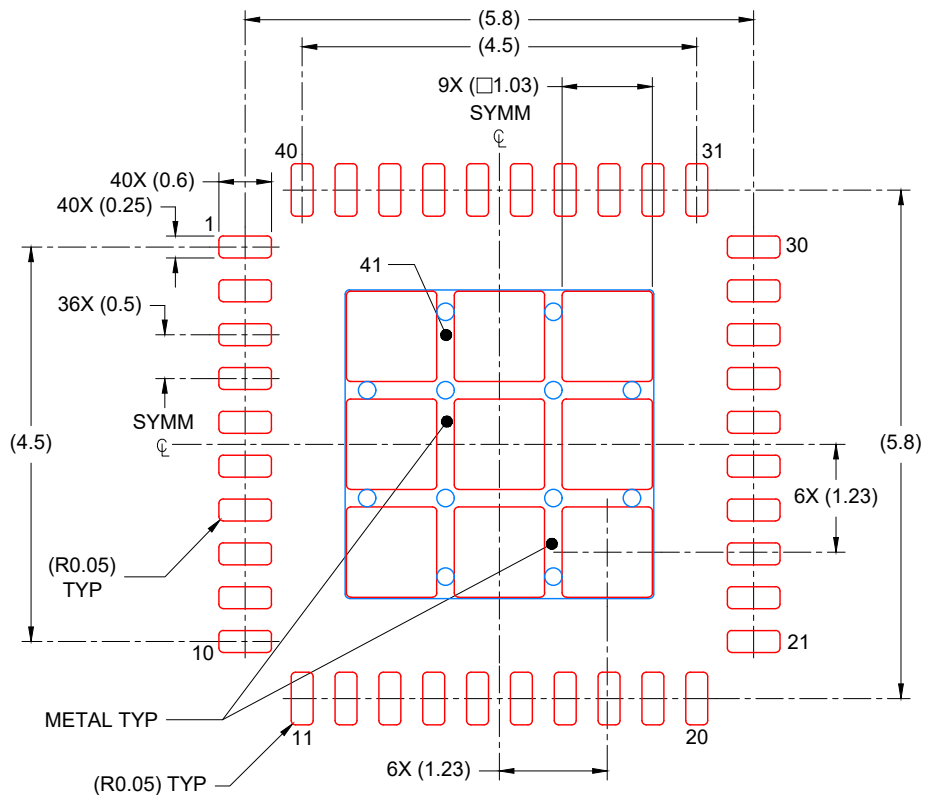 (5.8)
(4.5)
9X (□1.03)
SYMM
℄
40
31
40X (0.6)
40X (0.25)
1
30
41
36X (0.5)
SYMM
℄
(4.5)
(5.8)
6X (1.23)
(R0.05)
TYP
10
21
METAL TYP
11
20
6X (1.23)
(R0.05) TYP